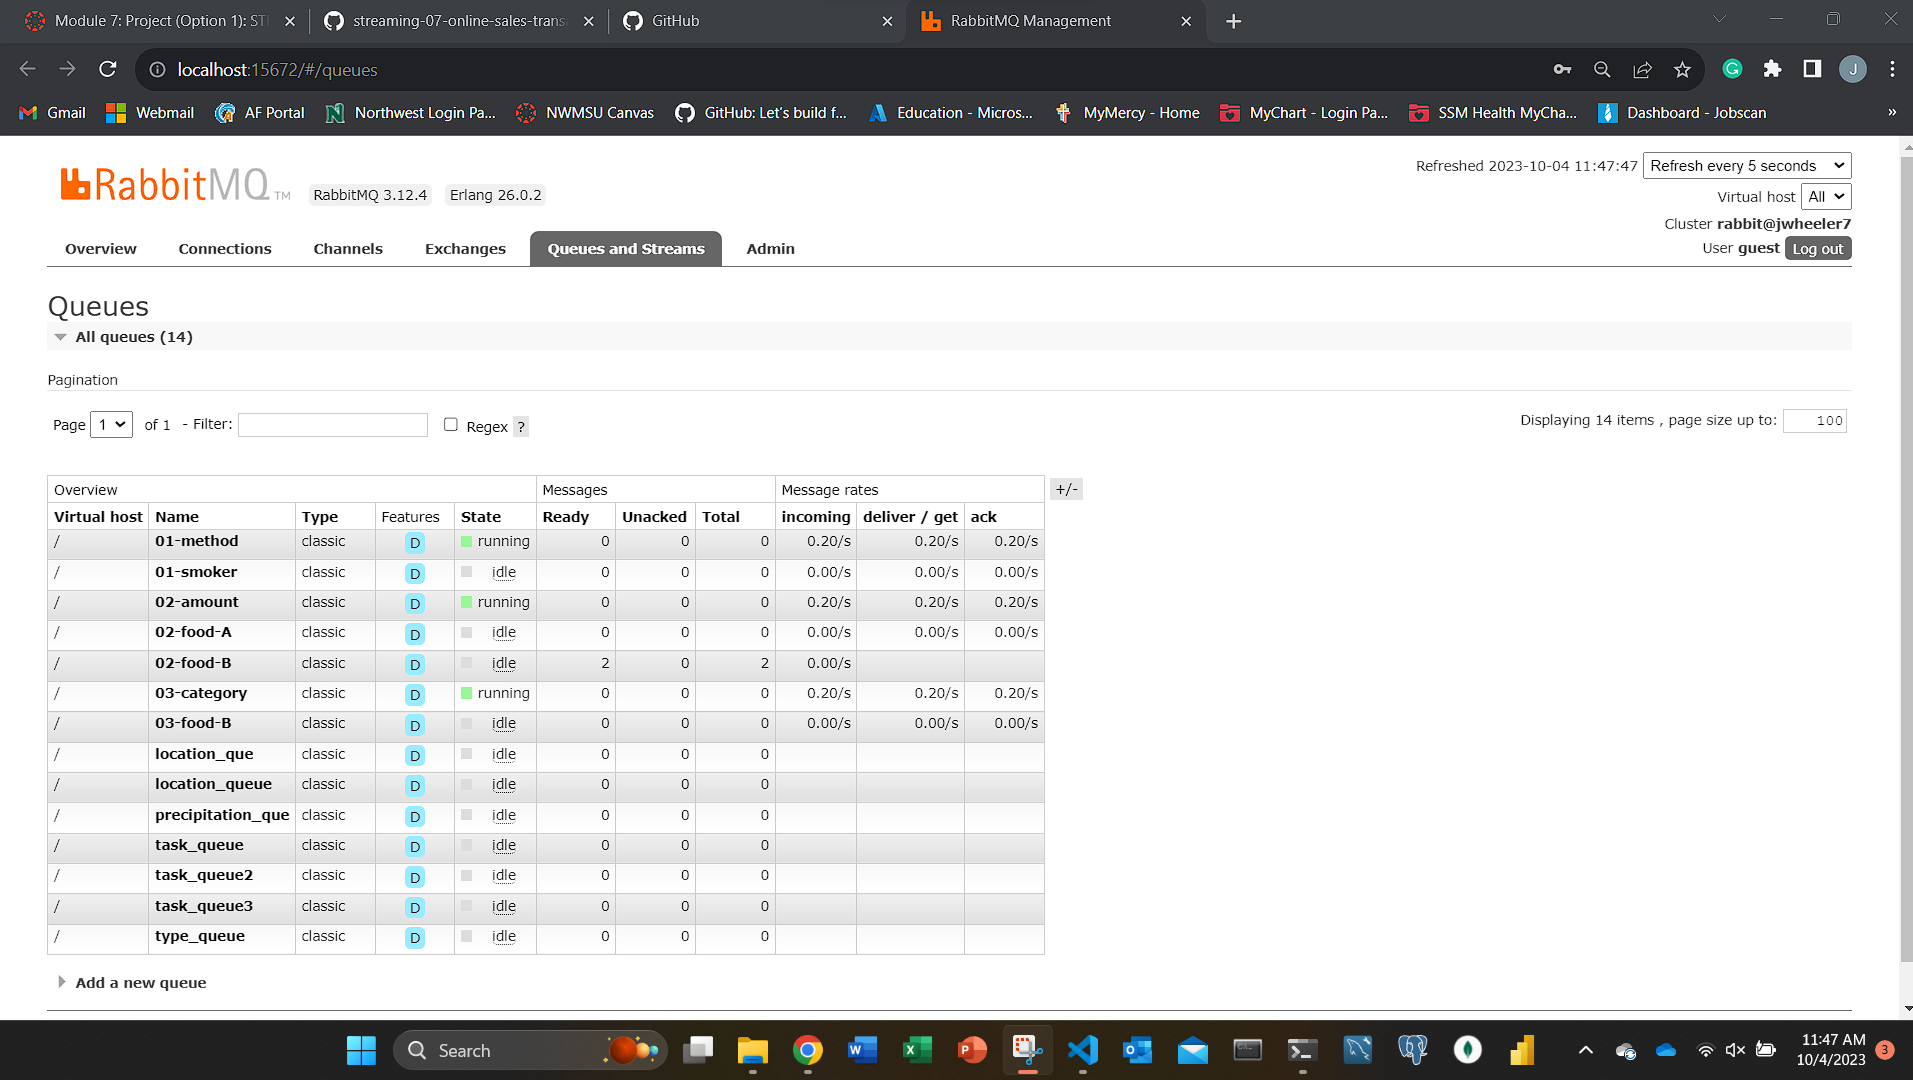 Module 7: Project (Option 1): ST
streaming-07-online-sales-transa
GitHub
RabbitMQ Management
localhost:15672/#/queues
J
Gmail
Webmail
AF Portal
Northwest Login Pa...
NWMSU Canvas
GitHub: Let's build f...
Education - Micros...
MyMercy - Home
MyChart - Login Pa...
SSM Health MyCha...
Dashboard - Jobscan
»
RabbitMQ TM
RabbitMQ 3.12.4
Erlang 26.0.2
Refreshed 2023-10-04 11:47:47 Refresh every 5 seconds
Virtual host All
Cluster rabbit@jwheeler7
User guest Log out
Overview Connections Channels Exchanges Queues and Streams Admin
Queues
All queues (14)
Pagination
Page 1 of 1 - Filter: Regex ?
Displaying 14 items , page size up to: 100
Overview Messages Message rates +/-
Virtual host Name Type Features State Ready Unacked Total incoming deliver / get ack
/ 01-method classic D running 0 0 0 0.20/s 0.20/s 0.20/s
/ 01-smoker classic D idle 0 0 0 0.00/s 0.00/s 0.00/s
/ 02-amount classic D running 0 0 0 0.20/s 0.20/s 0.20/s
/ 02-food-A classic D idle 0 0 0 0.00/s 0.00/s 0.00/s
/ 02-food-B classic D idle 2 0 2 0.00/s
/ 03-category classic D running 0 0 0 0.20/s 0.20/s 0.20/s
/ 03-food-B classic D idle 0 0 0 0.00/s 0.00/s 0.00/s
/ location_que classic D idle 0 0 0
/ location_queue classic D idle 0 0 0
/ precipitation_que classic D idle 0 0 0
/ task_queue classic D idle 0 0 0
/ task_queue2 classic D idle 0 0 0
/ task_queue3 classic D idle 0 0 0
/ type_queue classic D idle 0 0 0
Add a new queue
Search
11:47 AM
10/4/2023
3